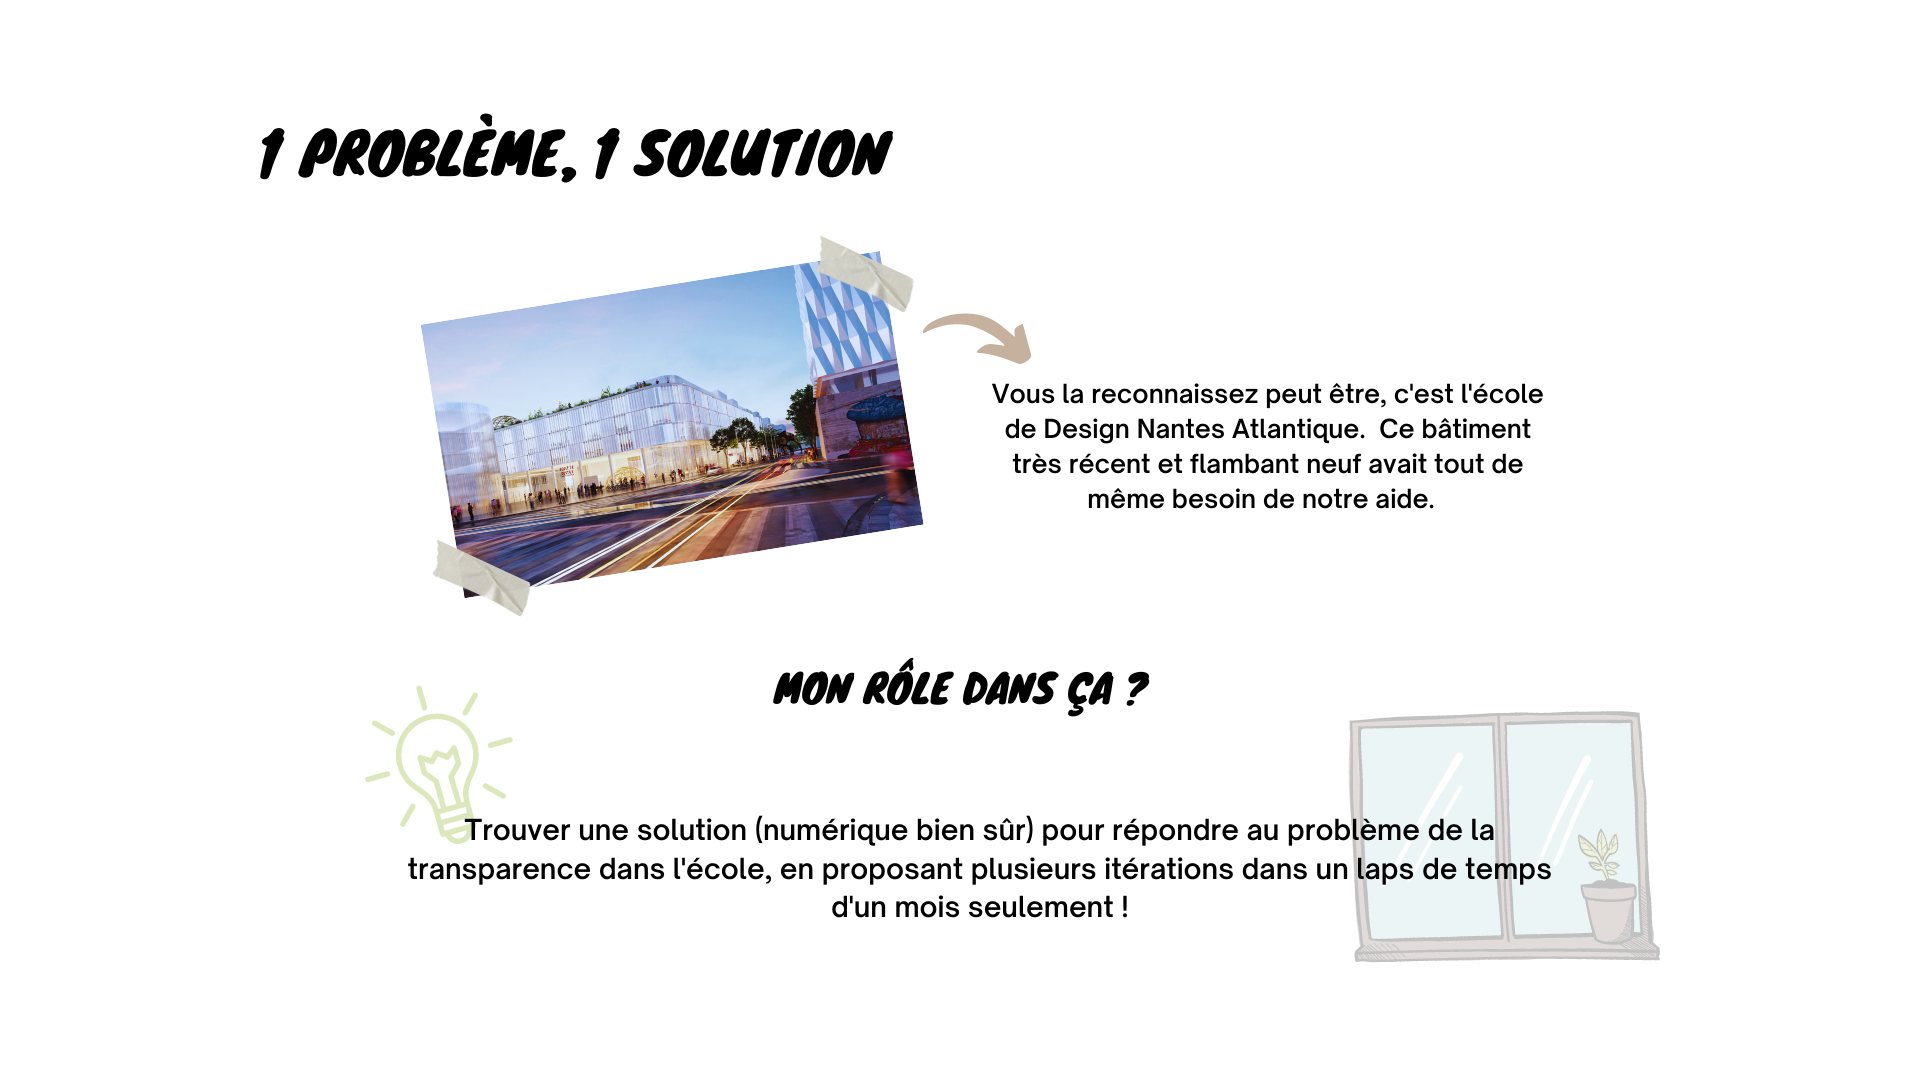 1 PROBLÈME, 1 SOLUTION
Vous la reconnaissez peut être, c'est l'école
de Design Nantes Atlantique.  Ce bâtiment
très récent et flambant neuf avait tout de
même besoin de notre aide.
MON RÔLE DANS ÇA ?
Trouver une solution (numérique bien sûr) pour répondre au problème de la
transparence dans l'école, en proposant plusieurs itérations dans un laps de temps
d'un mois seulement !